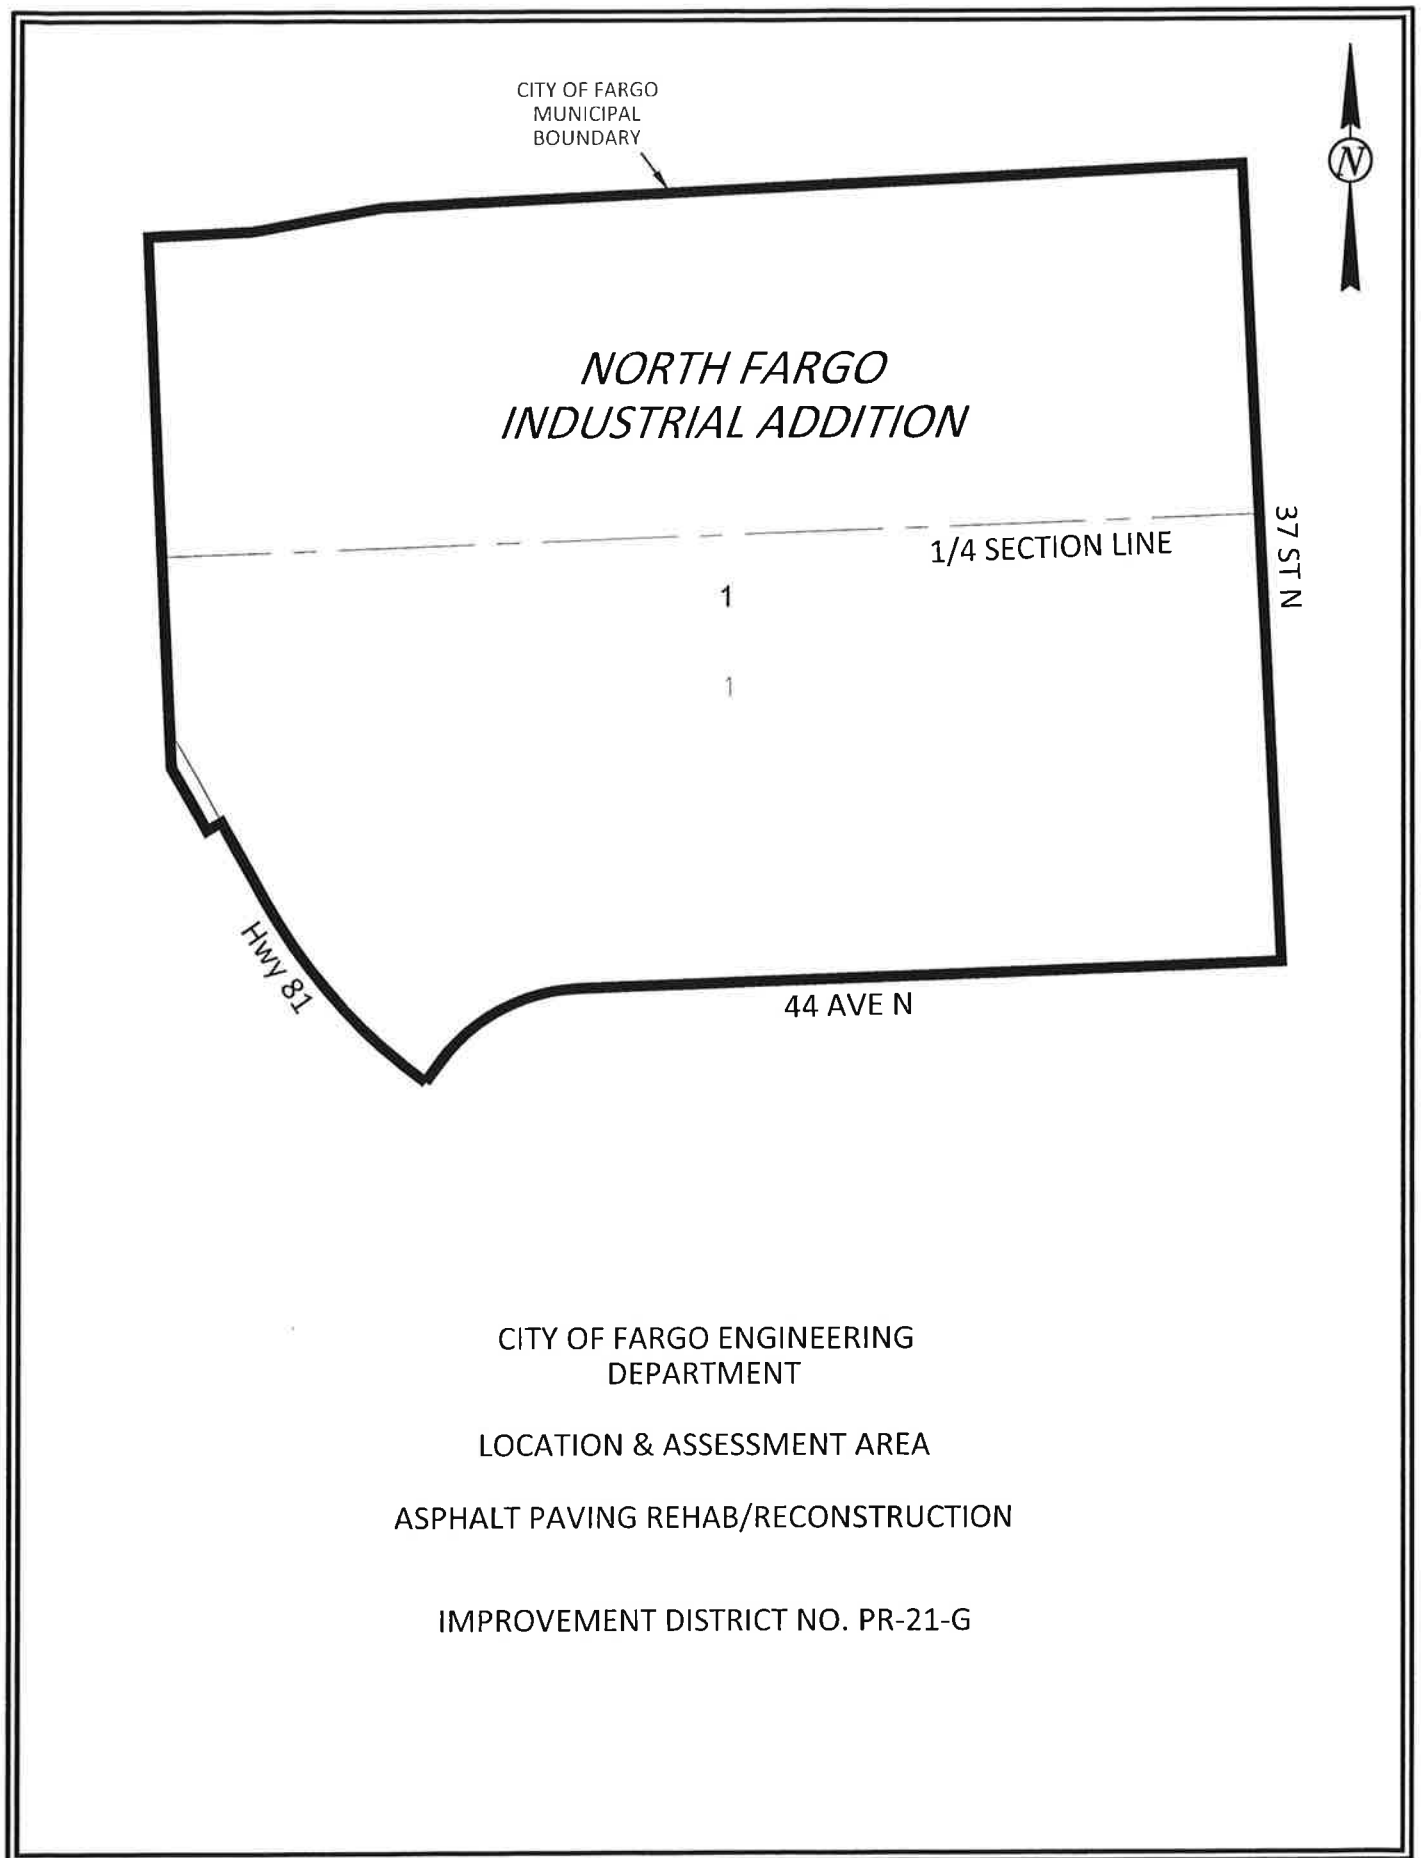 CITY OF FARGO
MUNICIPAL
BOUNDARY
N
NORTH FARGO
INDUSTRIAL ADDITION
1/4 SECTION LINE
37 ST N
1
1
Hwy 81
44 AVE N
CITY OF FARGO ENGINEERING
DEPARTMENT
LOCATION & ASSESSMENT AREA
ASPHALT PAVING REHAB/RECONSTRUCTION
IMPROVEMENT DISTRICT NO. PR-21-G